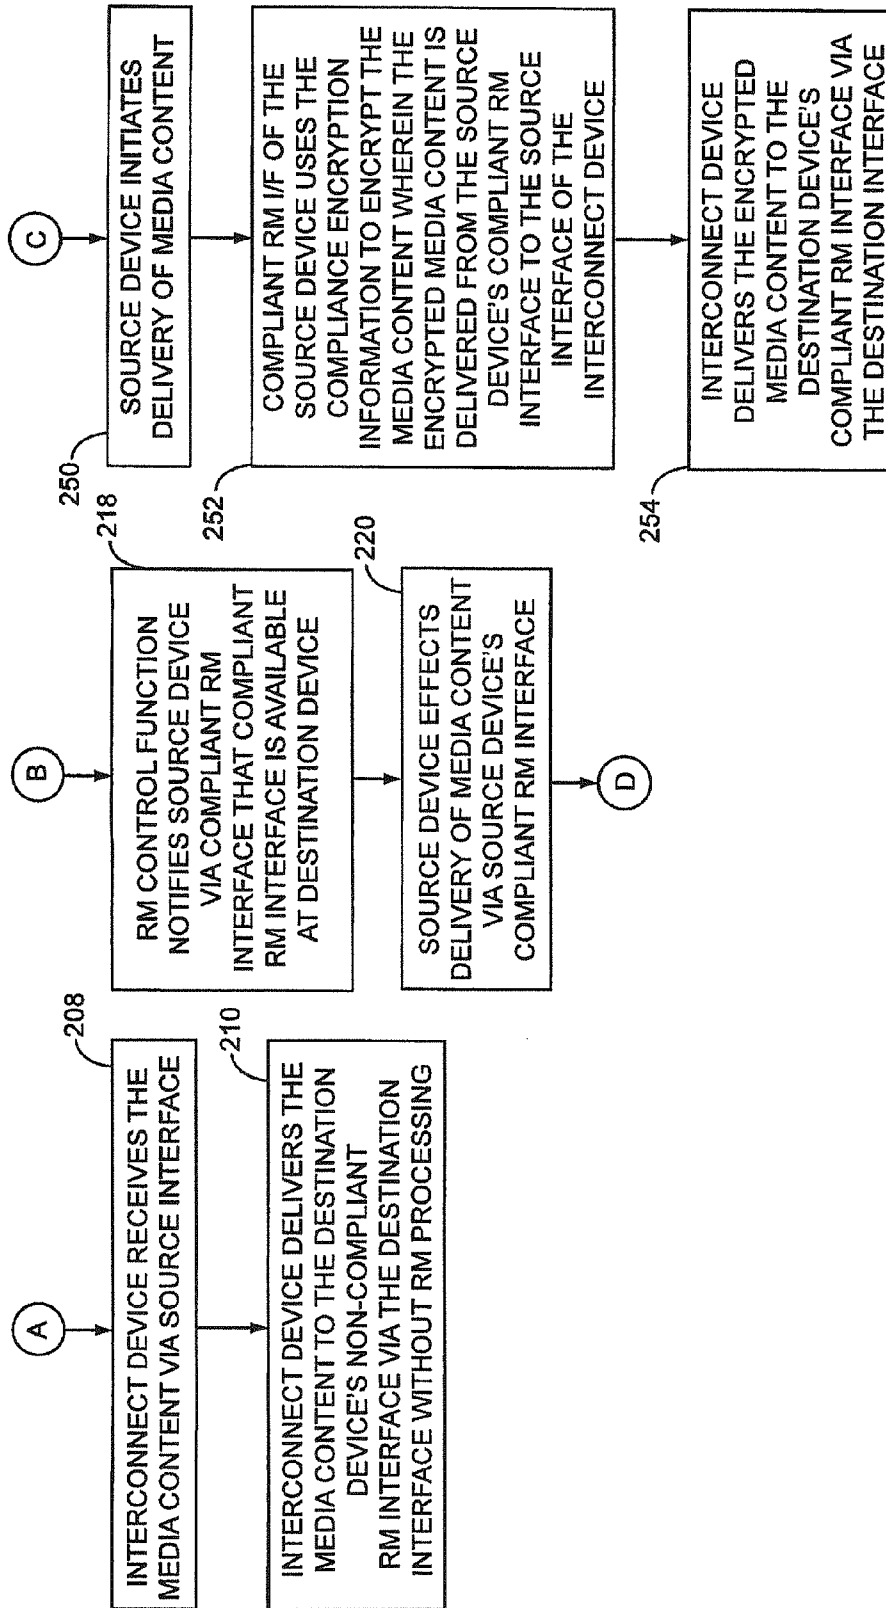 A
208
INTERCONNECT DEVICE RECEIVES THE
MEDIA CONTENT VIA SOURCE INTERFACE
210
INTERCONNECT DEVICE DELIVERS THE
MEDIA CONTENT TO THE DESTINATION
DEVICE'S NON-COMPLIANT
RM INTERFACE VIA THE DESTINATION
INTERFACE WITHOUT RM PROCESSING
B
218
RM CONTROL FUNCTION
NOTIFIES SOURCE DEVICE
VIA COMPLIANT RM
INTERFACE THAT COMPLIANT
RM INTERFACE IS AVAILABLE
AT DESTINATION DEVICE
220
SOURCE DEVICE EFFECTS
DELIVERY OF MEDIA CONTENT
VIA SOURCE DEVICE'S
COMPLIANT RM INTERFACE
D
C
250
SOURCE DEVICE INITIATES
DELIVERY OF MEDIA CONTENT
252
COMPLIANT RM I/F OF THE
SOURCE DEVICE USES THE
COMPLIANCE ENCRYPTION
INFORMATION TO ENCRYPT THE
MEDIA CONTENT WHEREIN THE
ENCRYPTED MEDIA CONTENT IS
DELIVERED FROM THE SOURCE
DEVICE'S COMPLIANT RM
INTERFACE TO THE SOURCE
INTERFACE OF THE
INTERCONNECT DEVICE
254
INTERCONNECT DEVICE
DELIVERS THE ENCRYPTED
MEDIA CONTENT TO THE
DESTINATION DEVICE'S
COMPLIANT RM INTERFACE VIA
THE DESTINATION INTERFACE